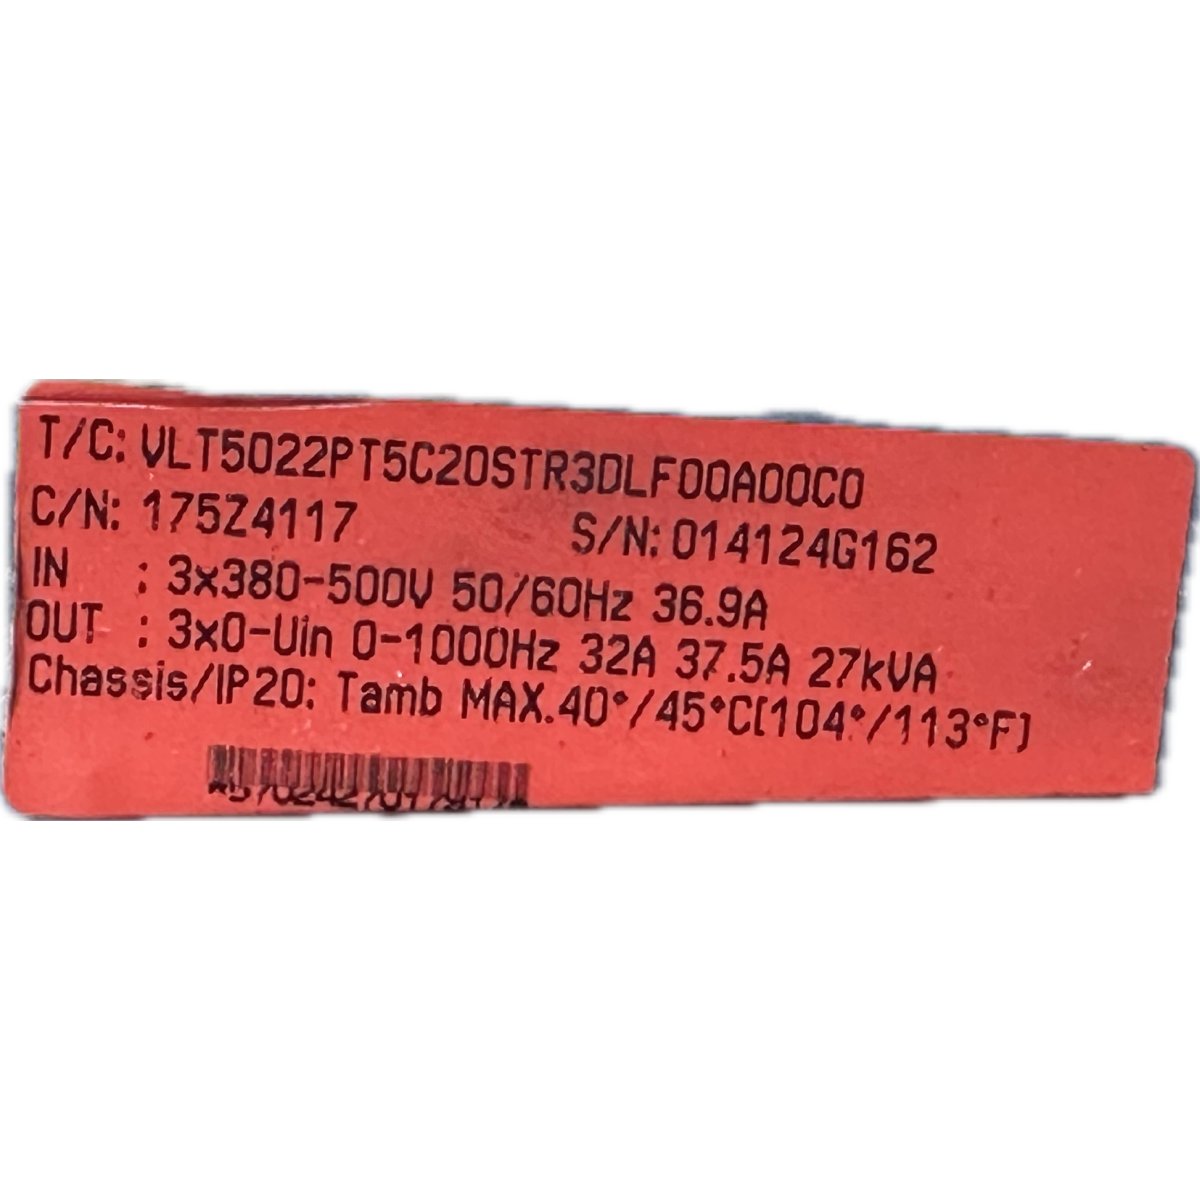 T/C: VLT5022PT5C20STR3DLF00A00C0
C/N: 175Z4117 S/N: 014124G162
IN : 3x380-500V 50/60Hz 36.9A
OUT : 3x0-Uin 0-1000Hz 32A 37.5A 27kVA
Chassis/IP20: Tamb MAX.40°/45°C[104°/113°F]